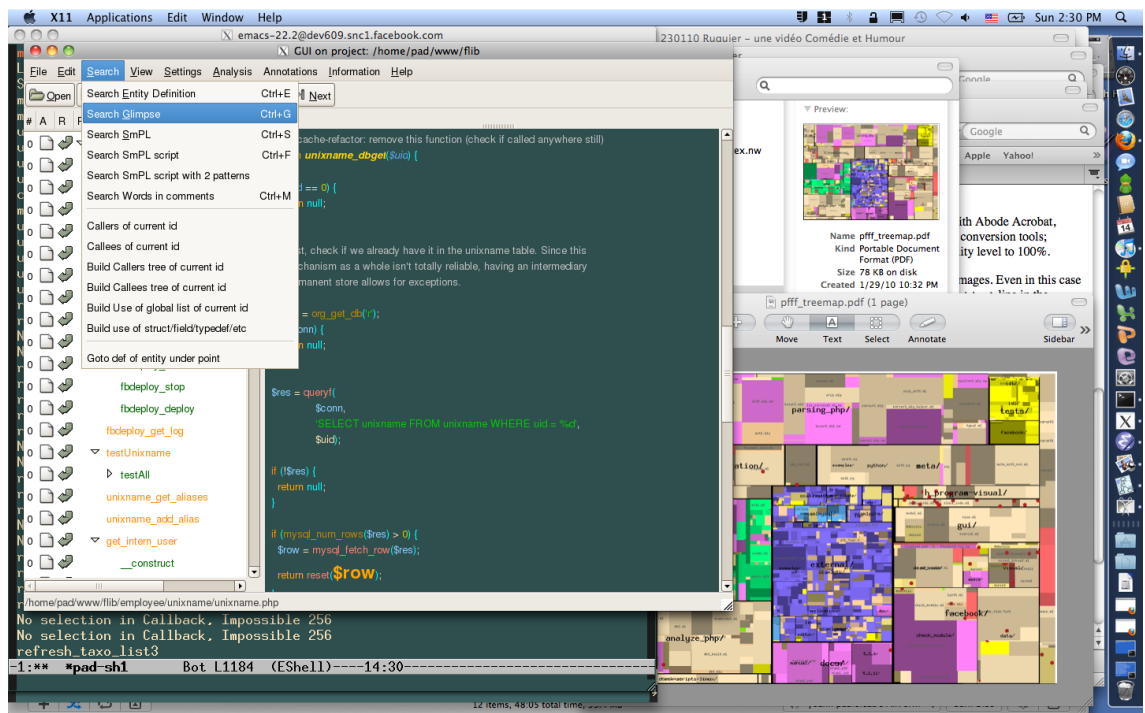 X11 Applications Edit Window Help
Sun 2:30 PM
emacs-22.2@dev609.snc1.facebook.com
230110 Ruquier – une vidéo Comédie et Humour
GUI on project: /home/pad/www/flib
File Edit Search View Settings Analysis Annotations Information Help
Open
Next
# A R
Search Entity Definition Ctrl+E
Search Glimpse Ctrl+G
Search SmPL Ctrl+S
Search SmPL script Ctrl+F
Search SmPL script with 2 patterns
Search Words in comments Ctrl+M
Callers of current id
Callees of current id
Build Callers tree of current id
Build Callees tree of current id
Build Use of global list of current id
Build use of struct/field/typedef/etc
Goto def of entity under point
fbdeploy_stop
fbdeploy_deploy
fbdeploy_get_log
testUnixname
testAll
unixname_get_aliases
unixname_add_alias
get_intern_user
__construct
cache-refactor: remove this function (check if called anywhere still)
unixname_dbget($uid) {
== 0) {
null;
st, check if we already have it in the unixname table. Since this
chanism as a whole isn't totally reliable, having an intermediary
manent store allows for exceptions.
= org_get_db('r');
onn) {
null;
$res = queryf(
$conn,
'SELECT unixname FROM unixname WHERE uid = %d',
$uid);
if (!$res) {
return null;
}
if (mysql_num_rows($res) > 0) {
$row = mysql_fetch_row($res);
return reset($row);
/home/pad/www/flib/employee/unixname/unixname.php
No selection in Callback, Impossible 256
No selection in Callback, Impossible 256
refresh_taxo_list3
-1:** *pad-sh1 Bot L1184 (EShell)----14:30
12 items, 48:05 total time,
Google
Google
Apple Yahoo!
Preview:
ex.nw
Name pfff_treemap.pdf
Kind Portable Document
Format (PDF)
Size 78 KB on disk
Created 1/29/10 10:32 PM
ith Abode Acrobat,
conversion tools;
ity level to 100%.
mages. Even in this case
pfff_treemap.pdf (1 page)
Move Text Select Annotate Sidebar
parsing_php/
tests/
facebook/
ation/
examples/
python/
meta/
h_program-visual/
gui/
external/
facebook/
check_module/
data/
analyze_php/
docs/
14